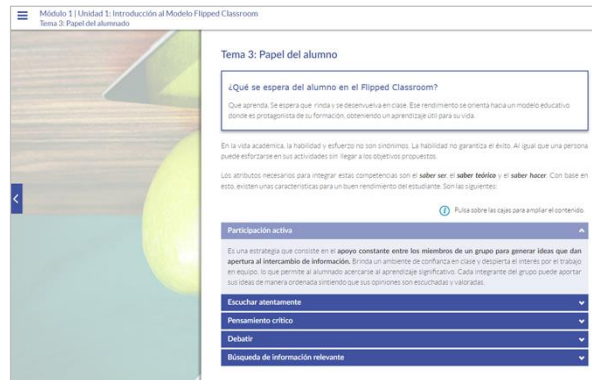 Módulo 1 | Unidad 1: Introducción al Modelo Flipped Classroom
Tema 3: Papel del alumnado
Tema 3: Papel del alumno
¿Qué se espera del alumno en el Flipped Classroom?
Que aprenda. Se espera que rinda y se desenvuelva en clase. Ese rendimiento se orienta hacia un modelo educativo
donde es protagonista de su formación, obteniendo un aprendizaje útil para su vida.
En la vida académica, la habilidad y esfuerzo no son sinónimos. La habilidad no garantiza el éxito. Al igual que una persona
puede esforzarse en sus actividades sin llegar a los objetivos propuestos.
Los atributos necesarios para integrar estas competencias son el saber ser, el saber teórico y el saber hacer. Con base en
esto, existen unas características para un buen rendimiento del estudiante. Son las siguientes:
Pulsa sobre las cajas para ampliar el contenido
Participación activa
Es una estrategia que consiste en el apoyo constante entre los miembros de un grupo para generar ideas que dan
apertura al intercambio de información. Brinda un ambiente de confianza en clase y despierta el interés por el trabajo
en equipo, lo que permite al alumnado acercarse al aprendizaje significativo. Cada integrante del grupo puede aportar
sus ideas de manera ordenada sintiendo que sus opiniones son escuchadas y valoradas.
Escuchar atentamente
Pensamiento crítico
Debatir
Búsqueda de información relevante